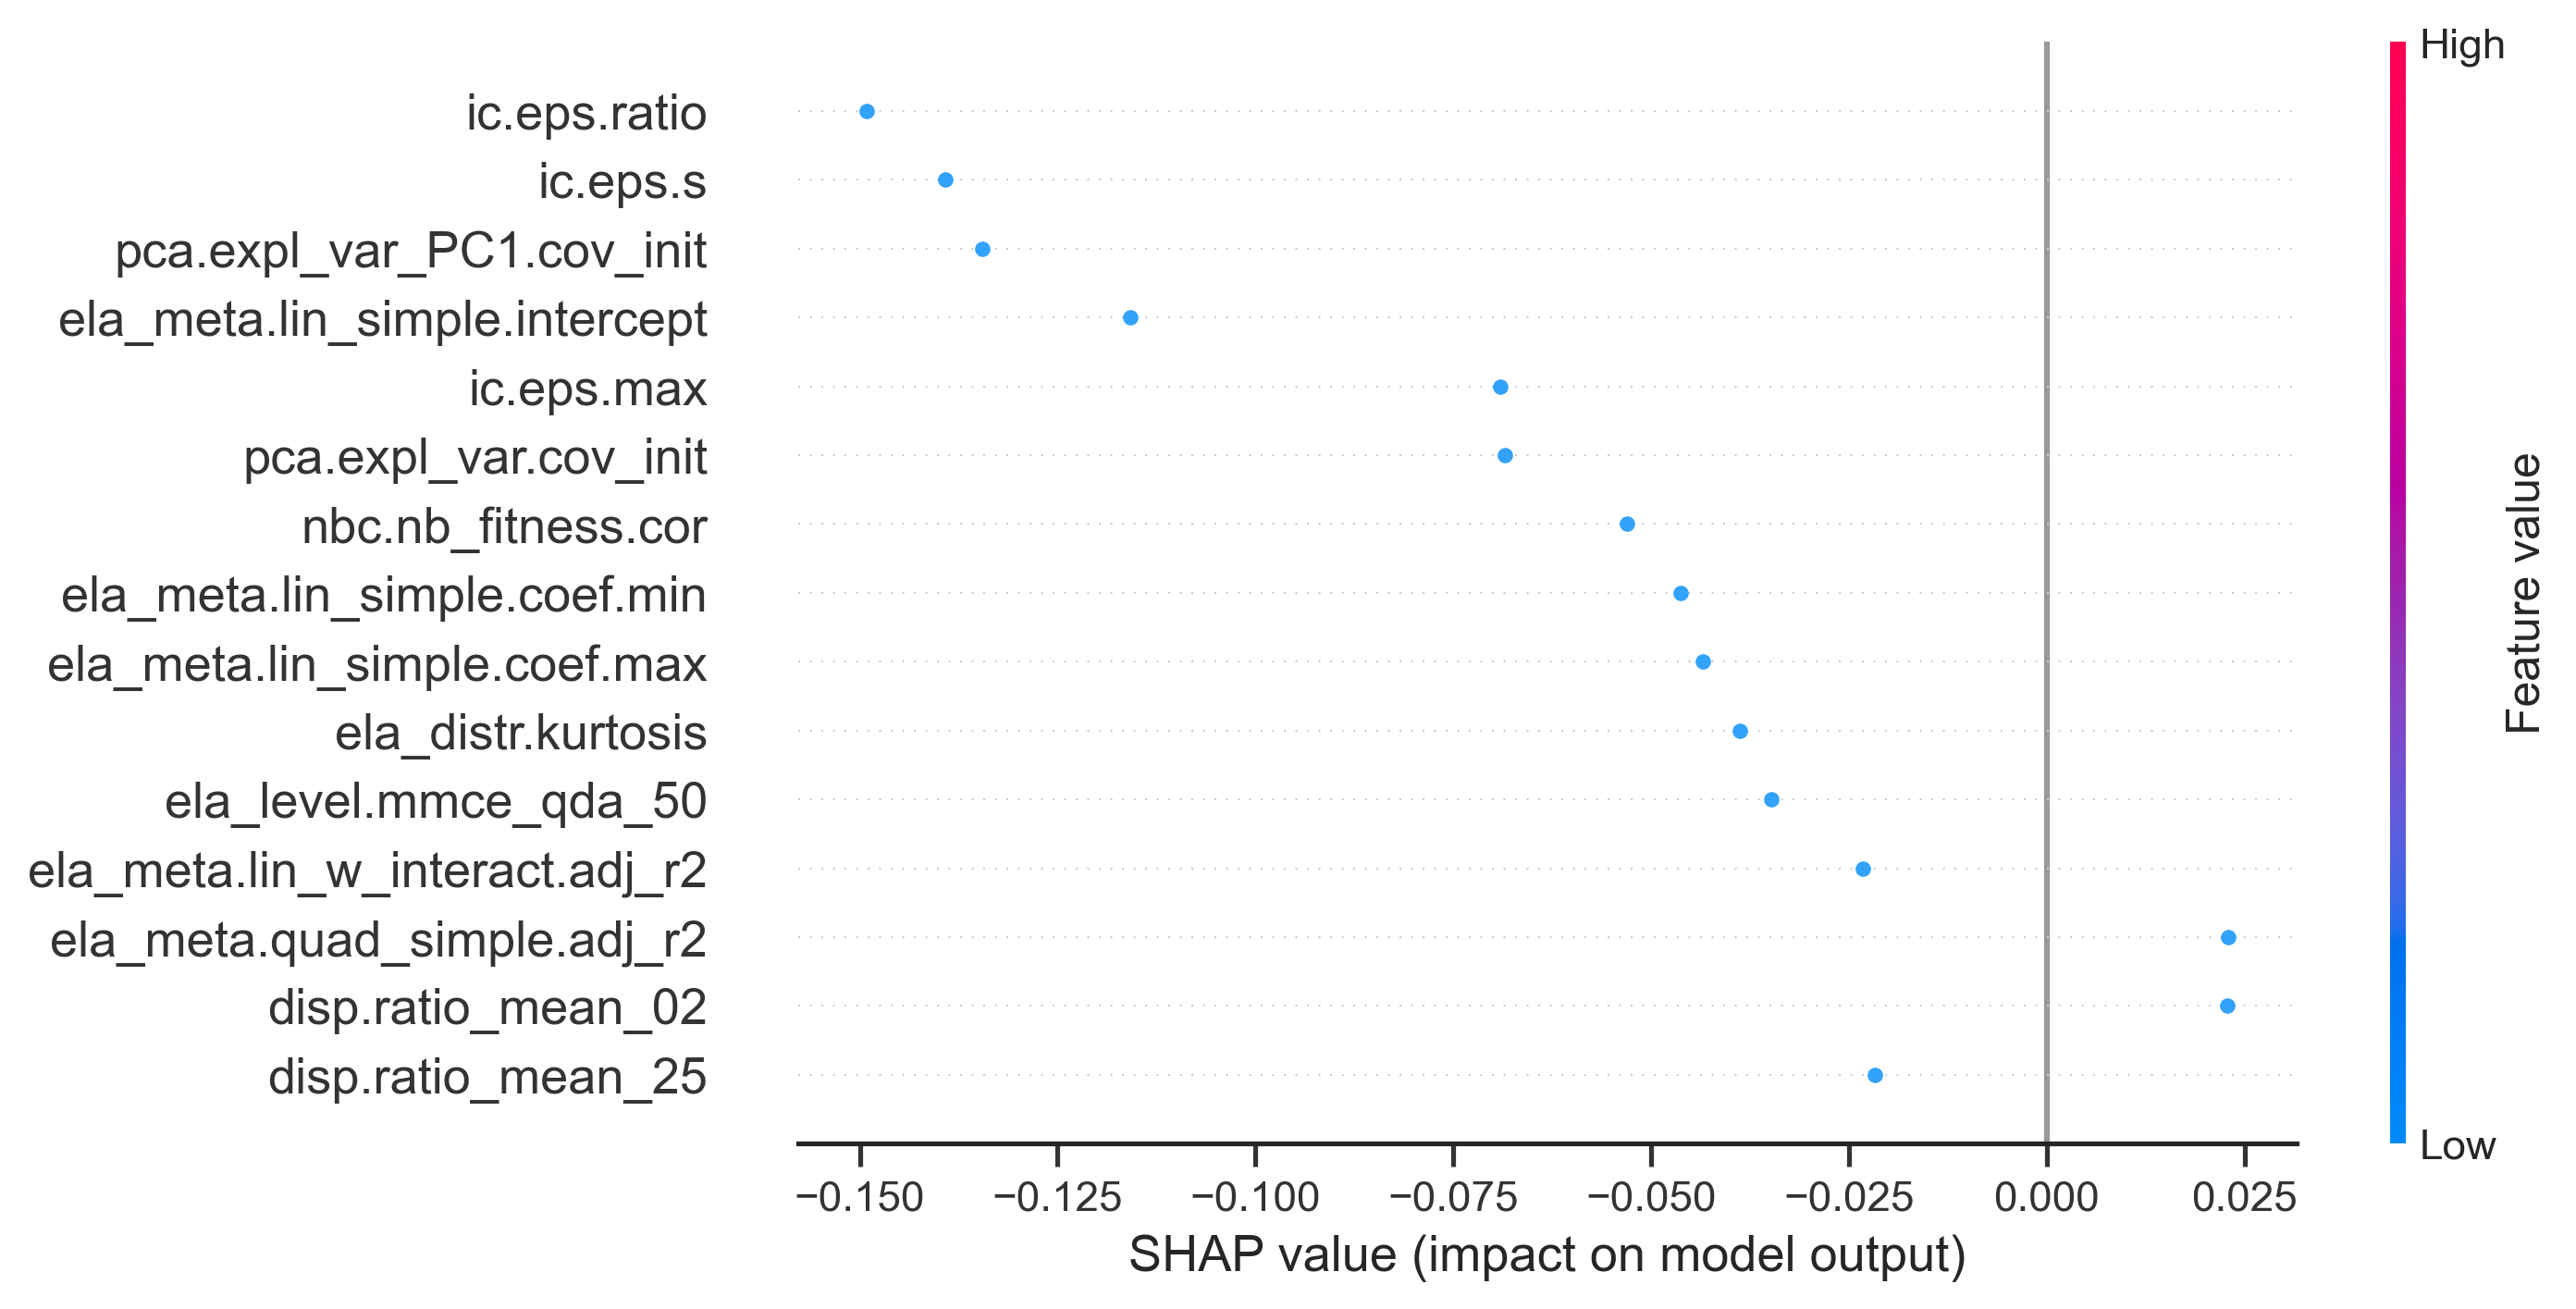 ic.eps.ratio
ic.eps.s
pca.expl_var_PC1.cov_init
ela_meta.lin_simple.intercept
ic.eps.max
pca.expl_var.cov_init
nbc.nb_fitness.cor
ela_meta.lin_simple.coef.min
ela_meta.lin_simple.coef.max
ela_distr.kurtosis
ela_level.mmce_qda_50
ela_meta.lin_w_interact.adj_r2
ela_meta.quad_simple.adj_r2
disp.ratio_mean_02
disp.ratio_mean_25
−0.150 −0.125 −0.100 −0.075 −0.050 −0.025 0.000 0.025
SHAP value (impact on model output)
High
Feature value
Low